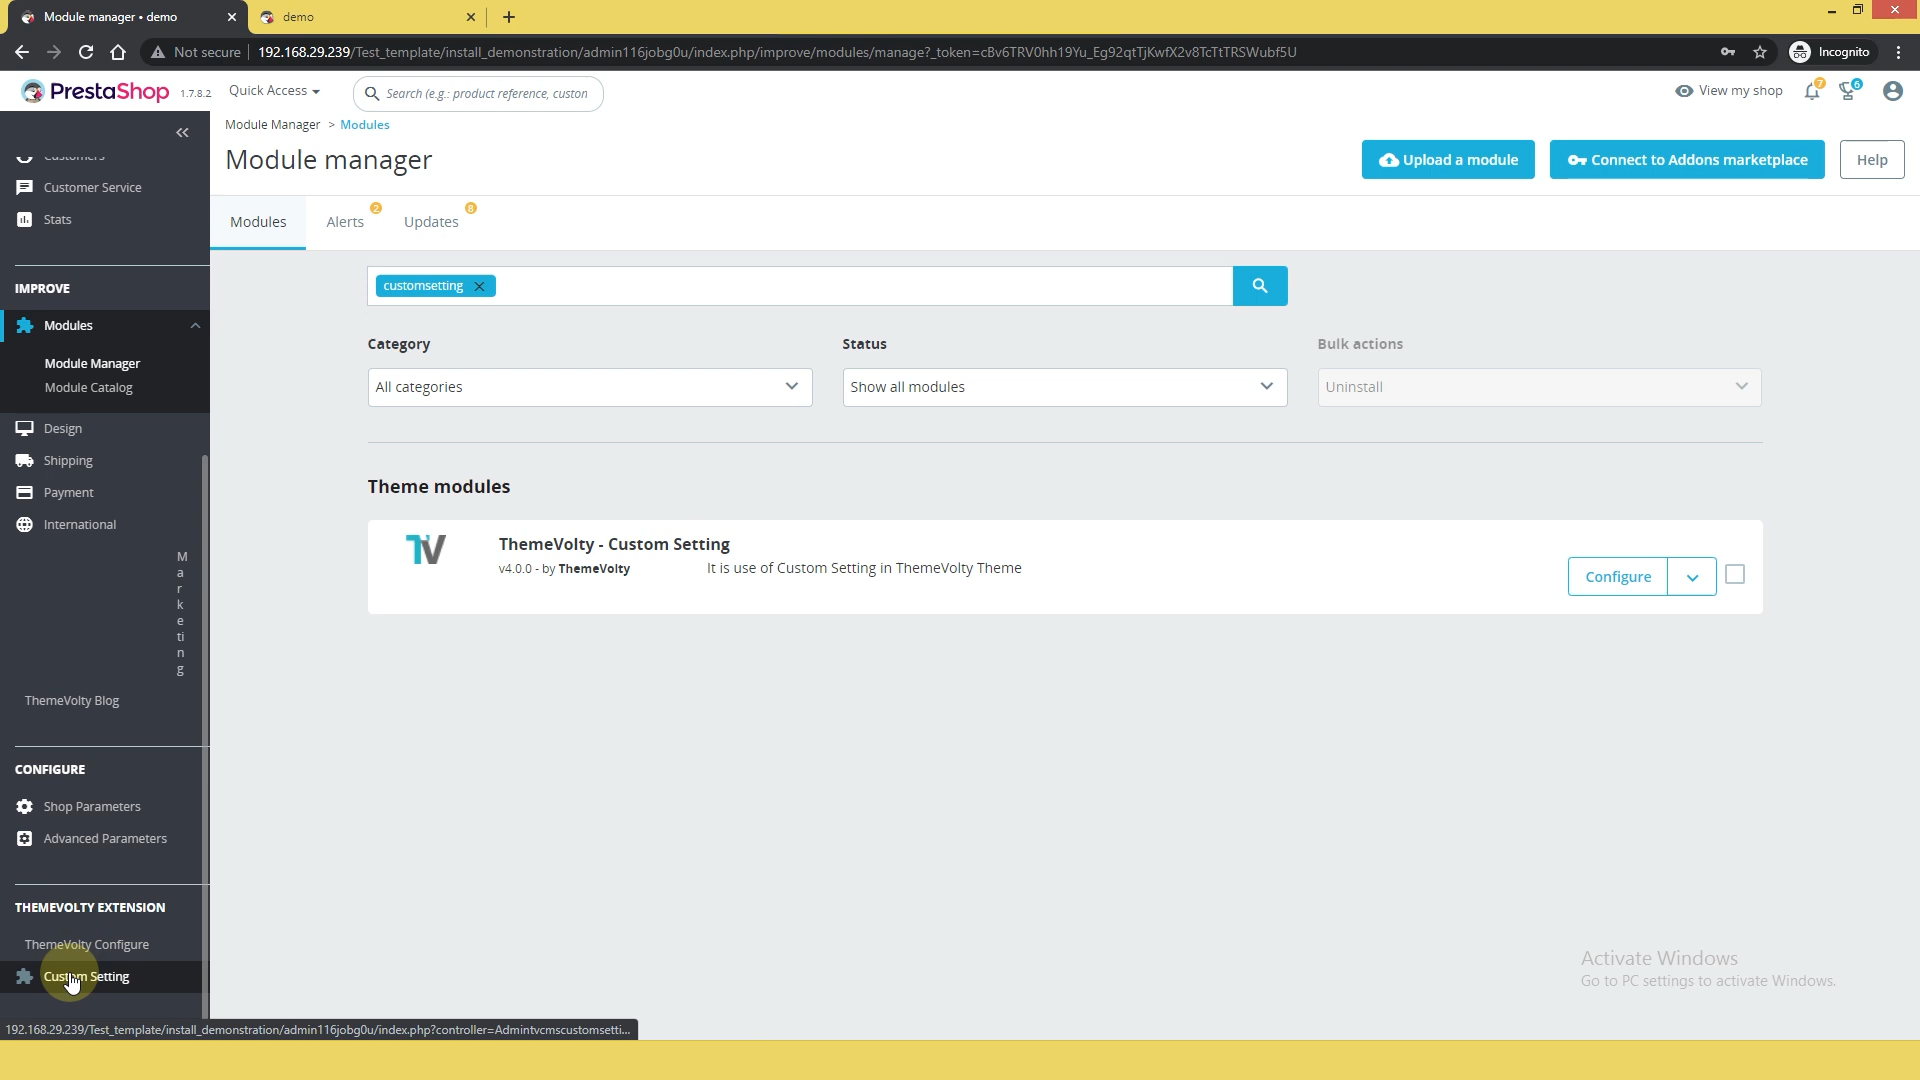 Module manager • demo
demo
Not secure
192.168.29.239/Test_template/install_demonstration/admin116jobg0u/index.php/improve/modules/manage?_token=cBv6TRV0hh19Yu_Eg92qtTjKwfX2v8TcTtTRSWubf5U
Incognito
PrestaShop 1.7.8.2
Quick Access
Search (e.g.: product reference, custon
View my shop
7
6
Module Manager > Modules
Module manager
Upload a module
Connect to Addons marketplace
Help
Customers
Customer Service
Stats
IMPROVE
Modules
Module Manager
Module Catalog
Design
Shipping
Payment
International
Marketing
ThemeVolty Blog
CONFIGURE
Shop Parameters
Advanced Parameters
THEMEVOLTY EXTENSION
ThemeVolty Configure
Custom Setting
Modules
Alerts 2
Updates 8
customsetting
Category
Status
Bulk actions
All categories
Show all modules
Uninstall
Theme modules
TV
ThemeVolty - Custom Setting
v4.0.0 - by ThemeVolty
It is use of Custom Setting in ThemeVolty Theme
Configure
Activate Windows
Go to PC settings to activate Windows.
192.168.29.239/Test_template/install_demonstration/admin116jobg0u/index.php?controller=Admintvcmscustomsetti...